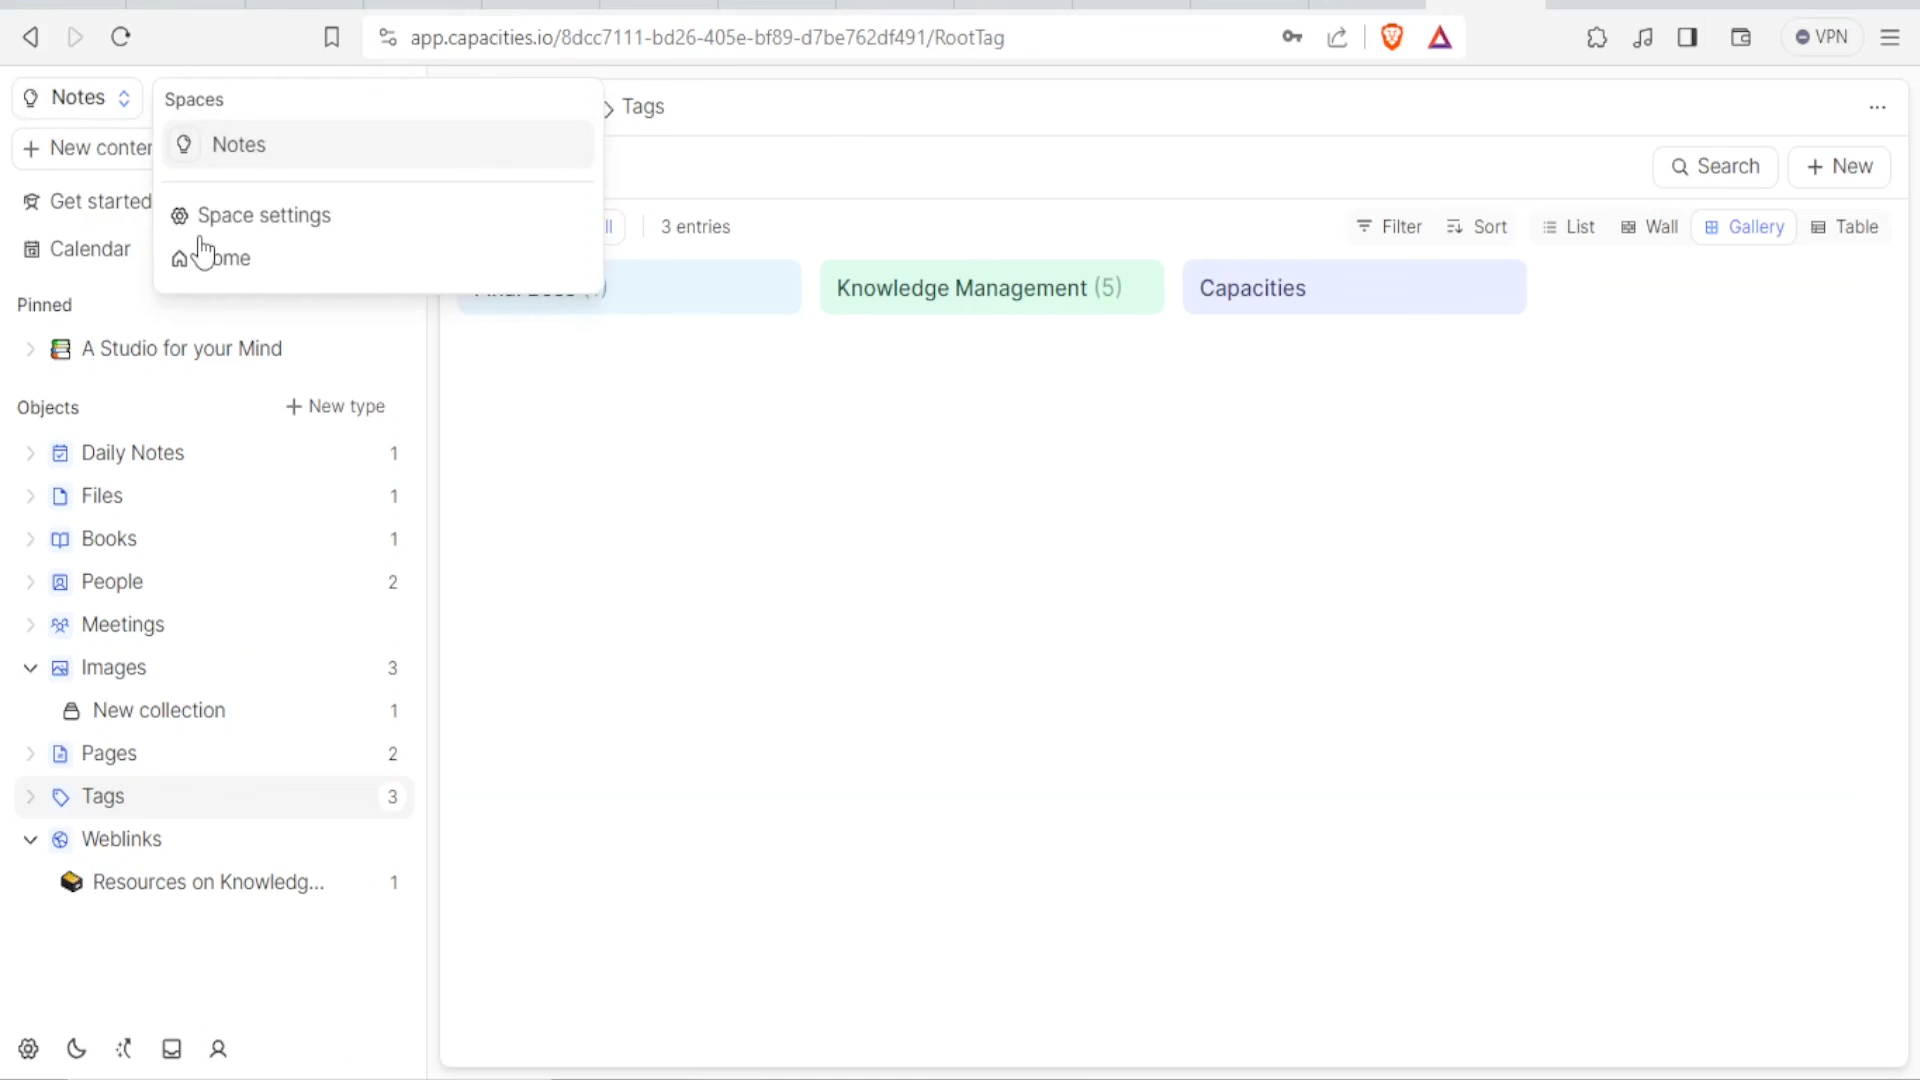 app.capacities.io/8dcc7111-bd26-405e-bf89-d7be762df491/RootTag
VPN
Notes
Spaces
Notes
Space settings
Tags
Search
New
New
Get started
Calendar
3 entries
Filter
Sort
List
Wall
Gallery
Table
Knowledge Management (5)
Capacities
Pinned
A Studio for your Mind
Objects
New type
Daily Notes 1
Files 1
Books 1
People 2
Meetings
Images 3
New collection 1
Pages 2
Tags 3
Weblinks
Resources on Knowledg... 1